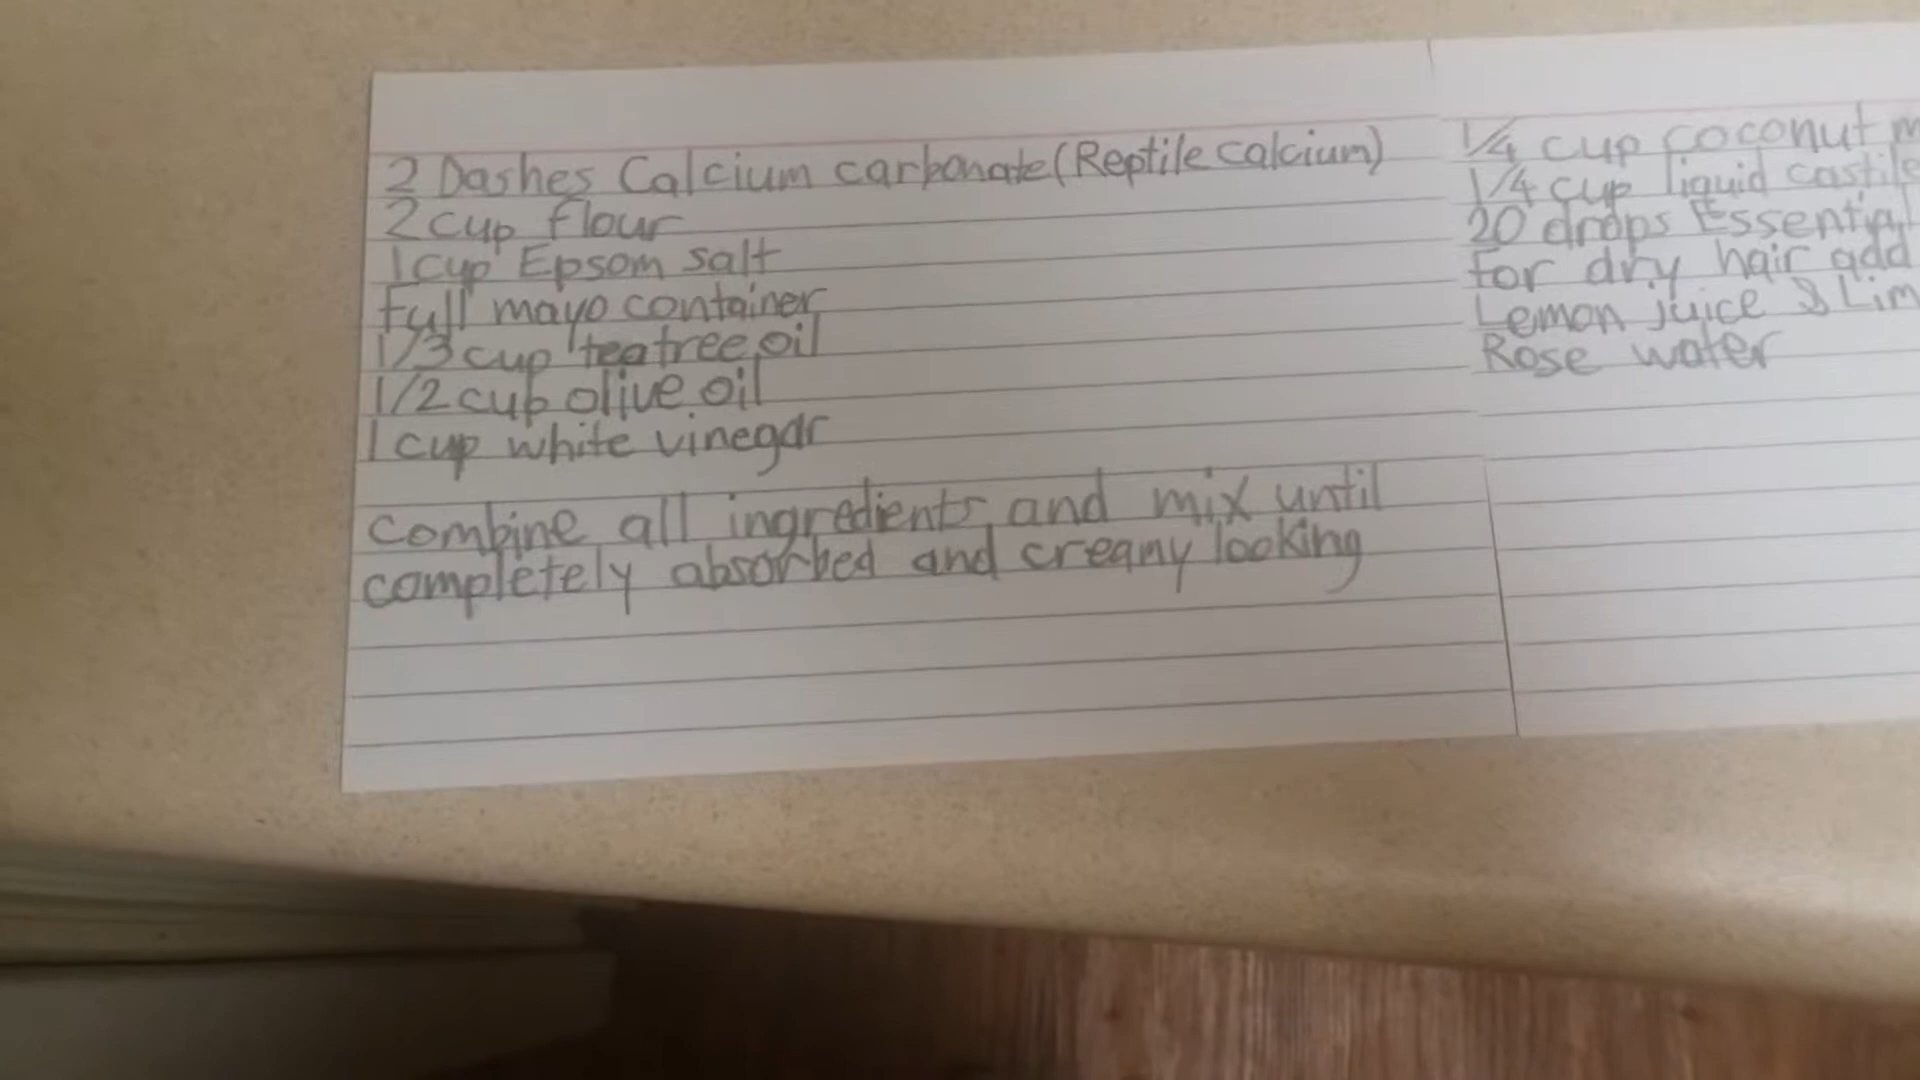 2 Dashes Calcium carbonate (Reptile calcium)
2 cup flour
1 cup Epsom salt
Full mayo container
1/3 cup tea tree oil
1/2 cup olive oil
1 cup white vinegar
Combine all ingredients and mix until
completely absorbed and creamy looking
1/4 cup coconut
1/4 cup liquid castile
20 drops Essential
for dry hair add
Lemon juice &
Rose water